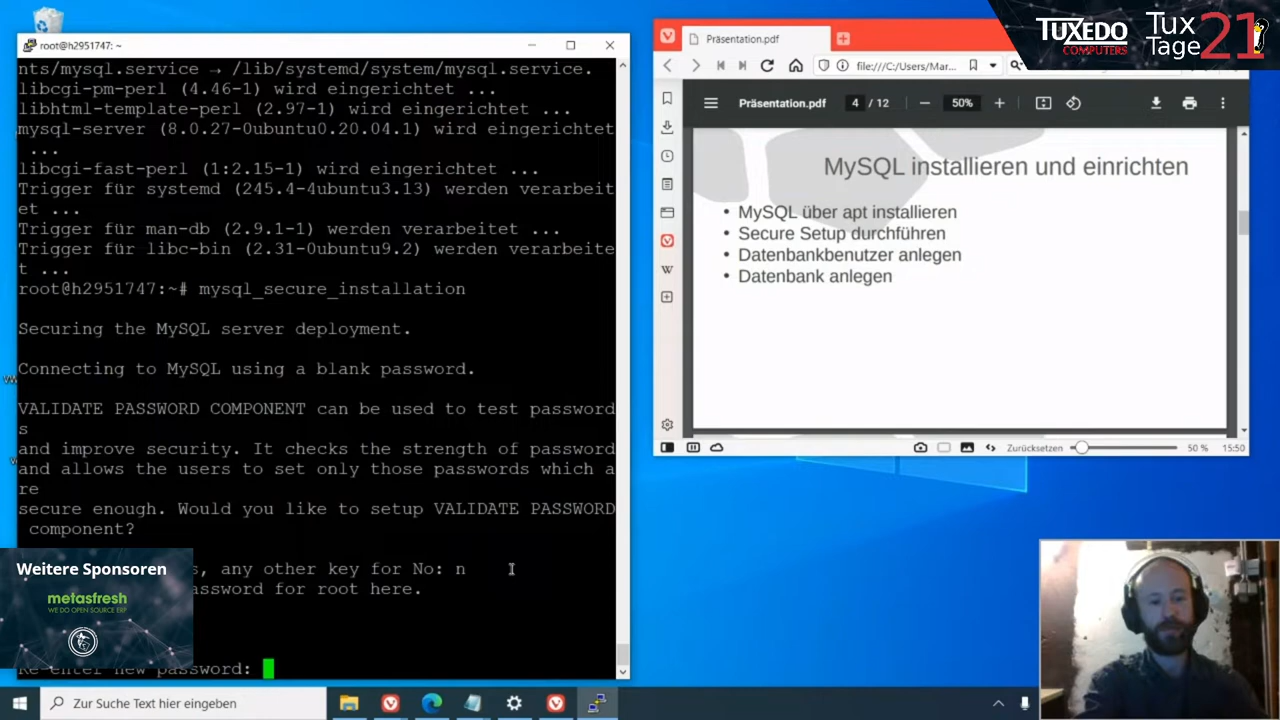 root@h2951747: ~
nts/mysql.service → /lib/systemd/system/mysql.service.
libcgi-pm-perl (4.46-1) wird eingerichtet ...
libhtml-template-perl (2.97-1) wird eingerichtet ...
mysql-server (8.0.27-0ubuntu0.20.04.1) wird eingerichtet
...
libcgi-fast-perl (1:2.15-1) wird eingerichtet ...
Trigger für systemd (245.4-4ubuntu3.13) werden verarbeit
et ...
Trigger für man-db (2.9.1-1) werden verarbeitet ...
Trigger für libc-bin (2.31-0ubuntu9.2) werden verarbeite
t ...
root@h2951747:~# mysql_secure_installation
Securing the MySQL server deployment.
Connecting to MySQL using a blank password.
VALIDATE PASSWORD COMPONENT can be used to test password
s
and improve security. It checks the strength of password
and allows the users to set only those passwords which a
re
secure enough. Would you like to setup VALIDATE PASSWORD
component?
s, any other key for No: n
assword for root here.
Re-enter new password:
Weitere Sponsoren
metasfresh
WE DO OPEN SOURCE ERP
Präsentation.pdf
file:///C:/Users/Mar...
Präsentation.pdf
4 / 12
50%
MySQL installieren und einrichten
• MySQL über apt installieren
• Secure Setup durchführen
• Datenbankbenutzer anlegen
• Datenbank anlegen
Zurücksetzen
50 %
15:50
TUXEDO
COMPUTERS
Tux
Tage
21
Zur Suche Text hier eingeben